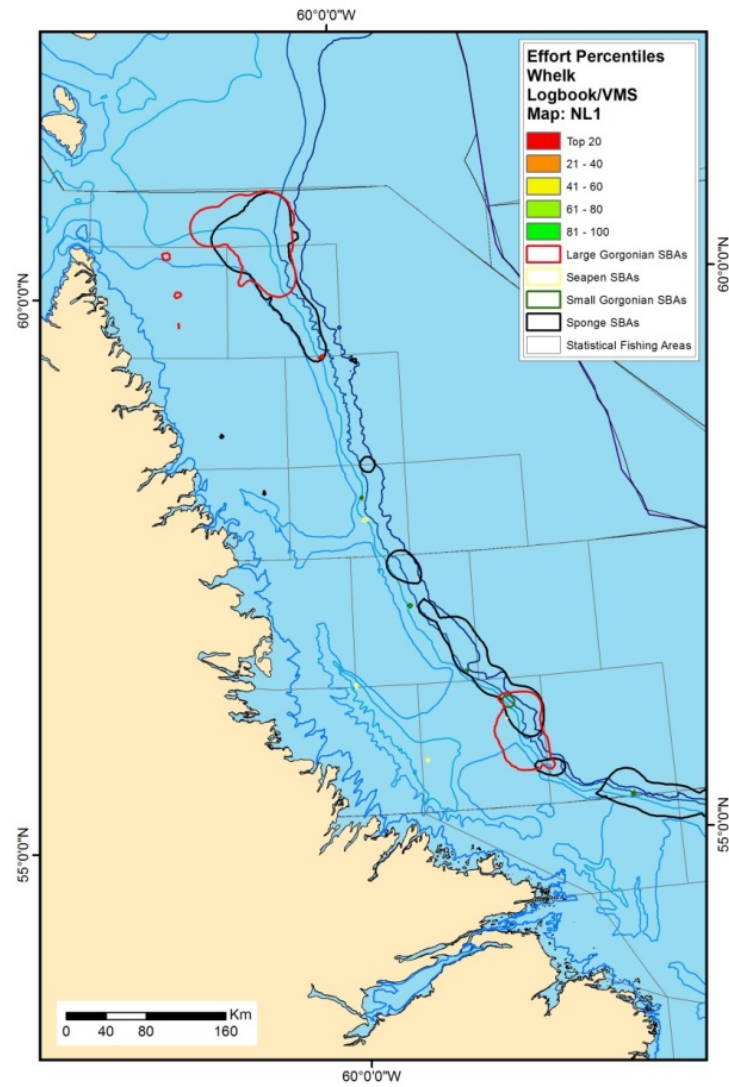 60°0'0"W
Effort Percentiles
Whelk
Logbook/VMS
Map: NL1
Top 20
21 - 40
41 - 60
61 - 80
81 - 100
Large Gorgonian SBAs
Seapen SBAs
Small Gorgonian SBAs
Sponge SBAs
Statistical Fishing Areas
60°0'0"N
60°0'0"N
55°0'0"N
55°0'0"N
Km
0 40 80 160
60°0'0"W